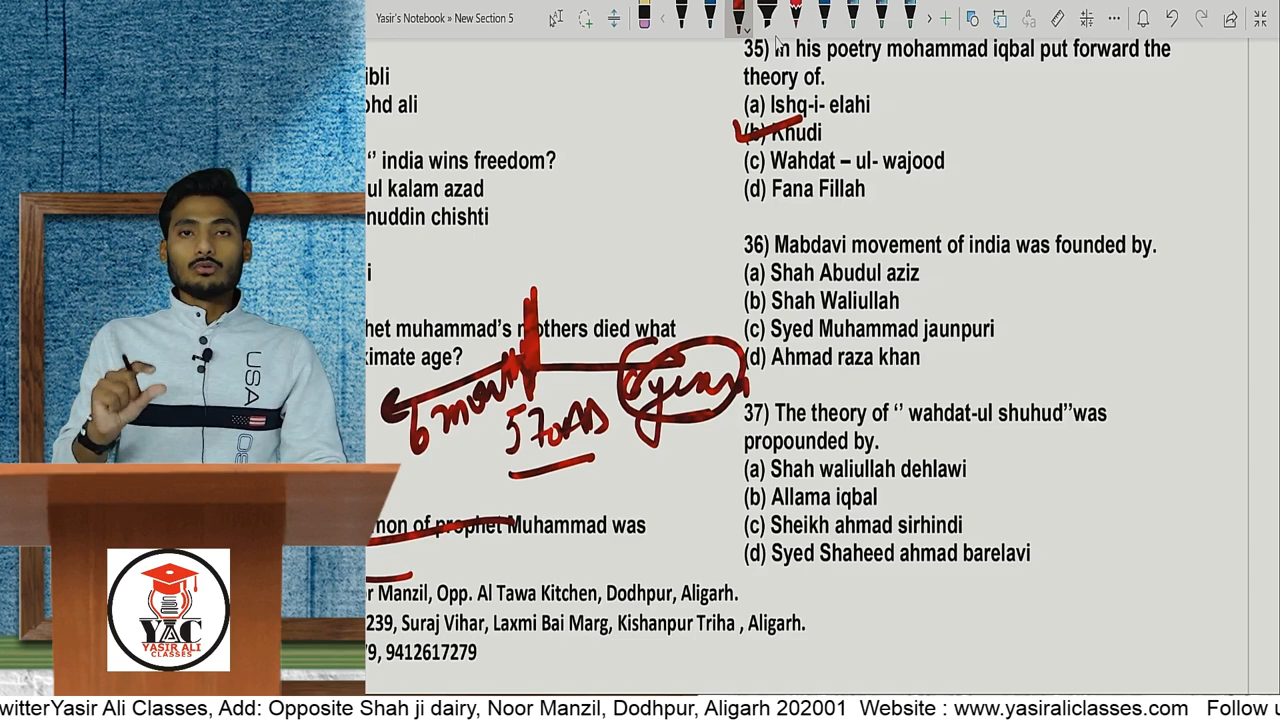 Yasir's Notebook » New Section 5
ibli
ohd ali
‘’ india wins freedom?
ul kalam azad
nuddin chishti
i
het muhammad’s mothers died what
ximate age?
6 month
570AD
6 year
mon of prophet Muhammad was
r Manzil, Opp. Al Tawa Kitchen, Dodhpur, Aligarh.
239, Suraj Vihar, Laxmi Bai Marg, Kishanpur Triha , Aligarh.
79, 9412617279
35) In his poetry mohammad iqbal put forward the
theory of.
(a) Ishq-i- elahi
(b) Khudi
(c) Wahdat – ul- wajood
(d) Fana Fillah
36) Mabdavi movement of india was founded by.
(a) Shah Abudul aziz
(b) Shah Waliullah
(c) Syed Muhammad jaunpuri
(d) Ahmad raza khan
37) The theory of ‘’ wahdat-ul shuhud’’was
propounded by.
(a) Shah waliullah dehlawi
(b) Allama iqbal
(c) Sheikh ahmad sirhindi
(d) Syed Shaheed ahmad barelavi
USA
YAC
YASIR ALI
CLASSES
witterYasir Ali Classes, Add: Opposite Shah ji dairy, Noor Manzil, Dodhpur, Aligarh 202001 Website : www.yasiraliclasses.com Follow u